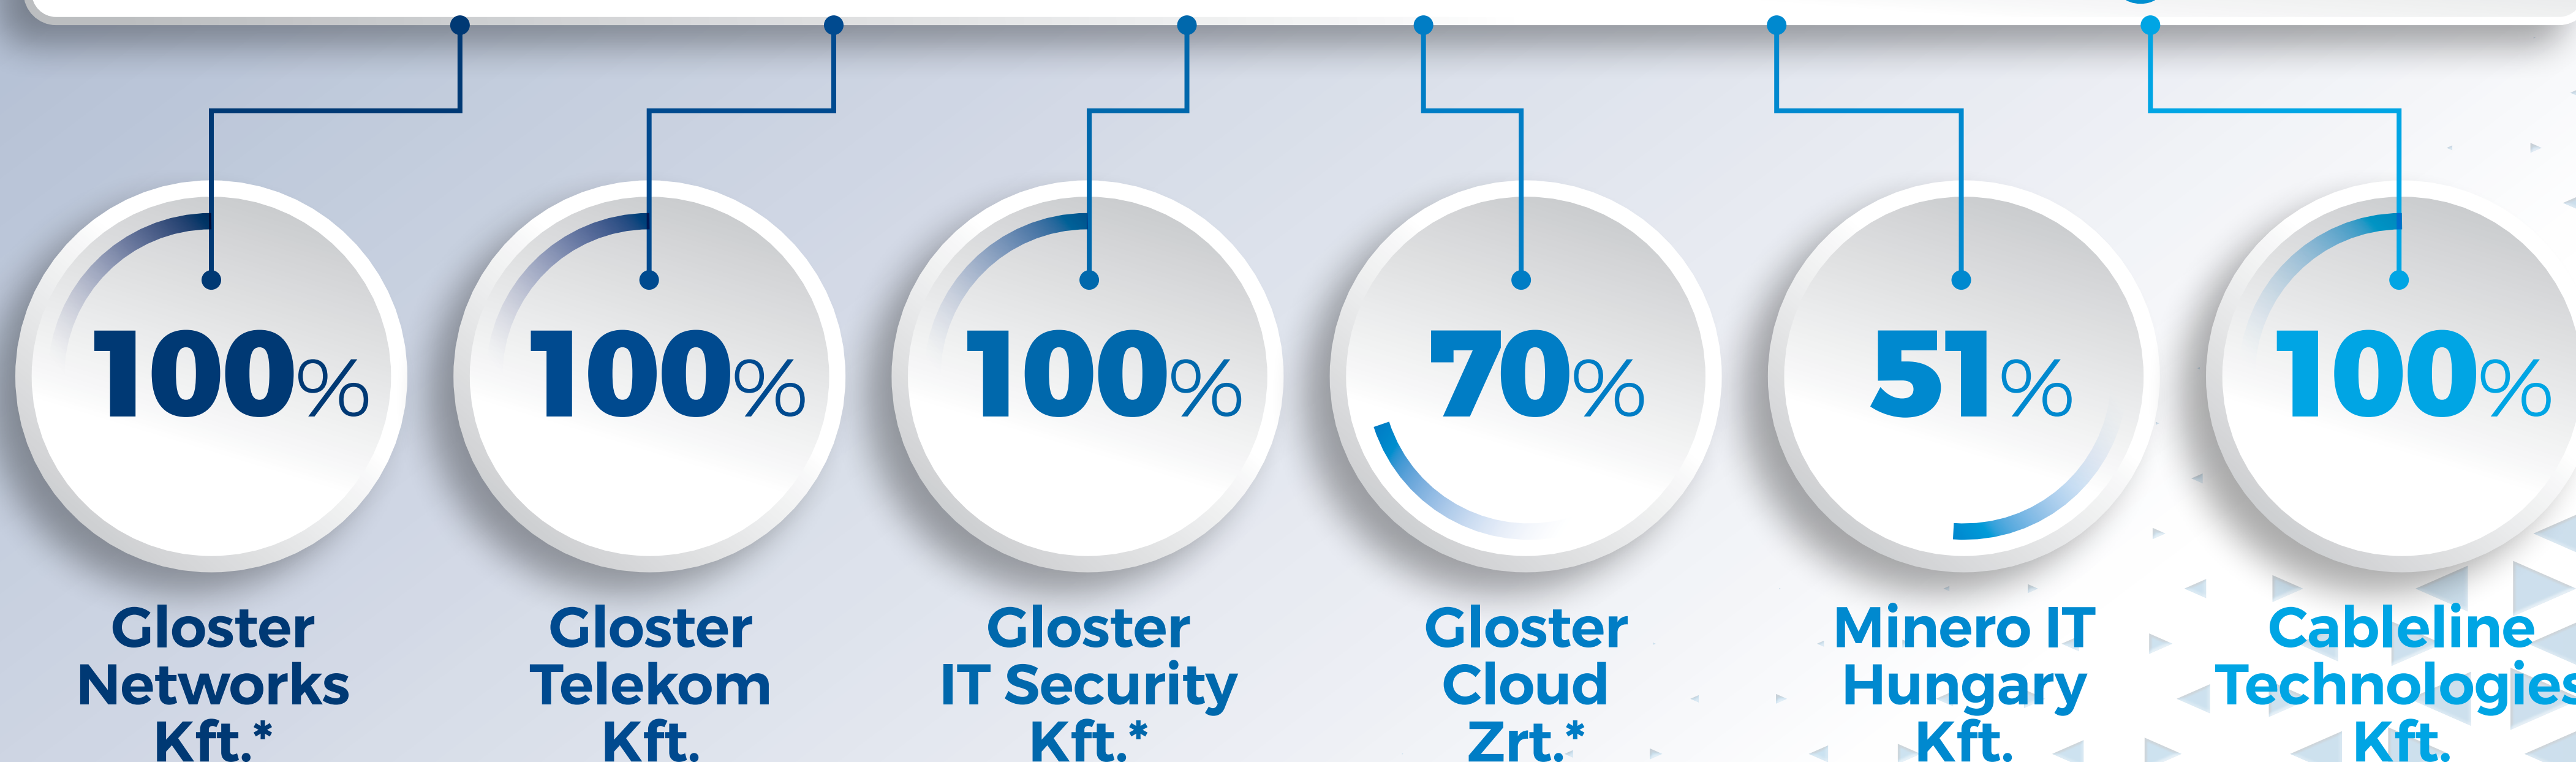 100%
Gloster
Networks
Kft.*
100%
Gloster
Telekom
Kft.
100%
Gloster
IT Security
Kft.*
70%
Gloster
Cloud
Zrt.*
51%
Minero IT
Hungary
Kft.
100%
Cableline
Technologies
Kft.